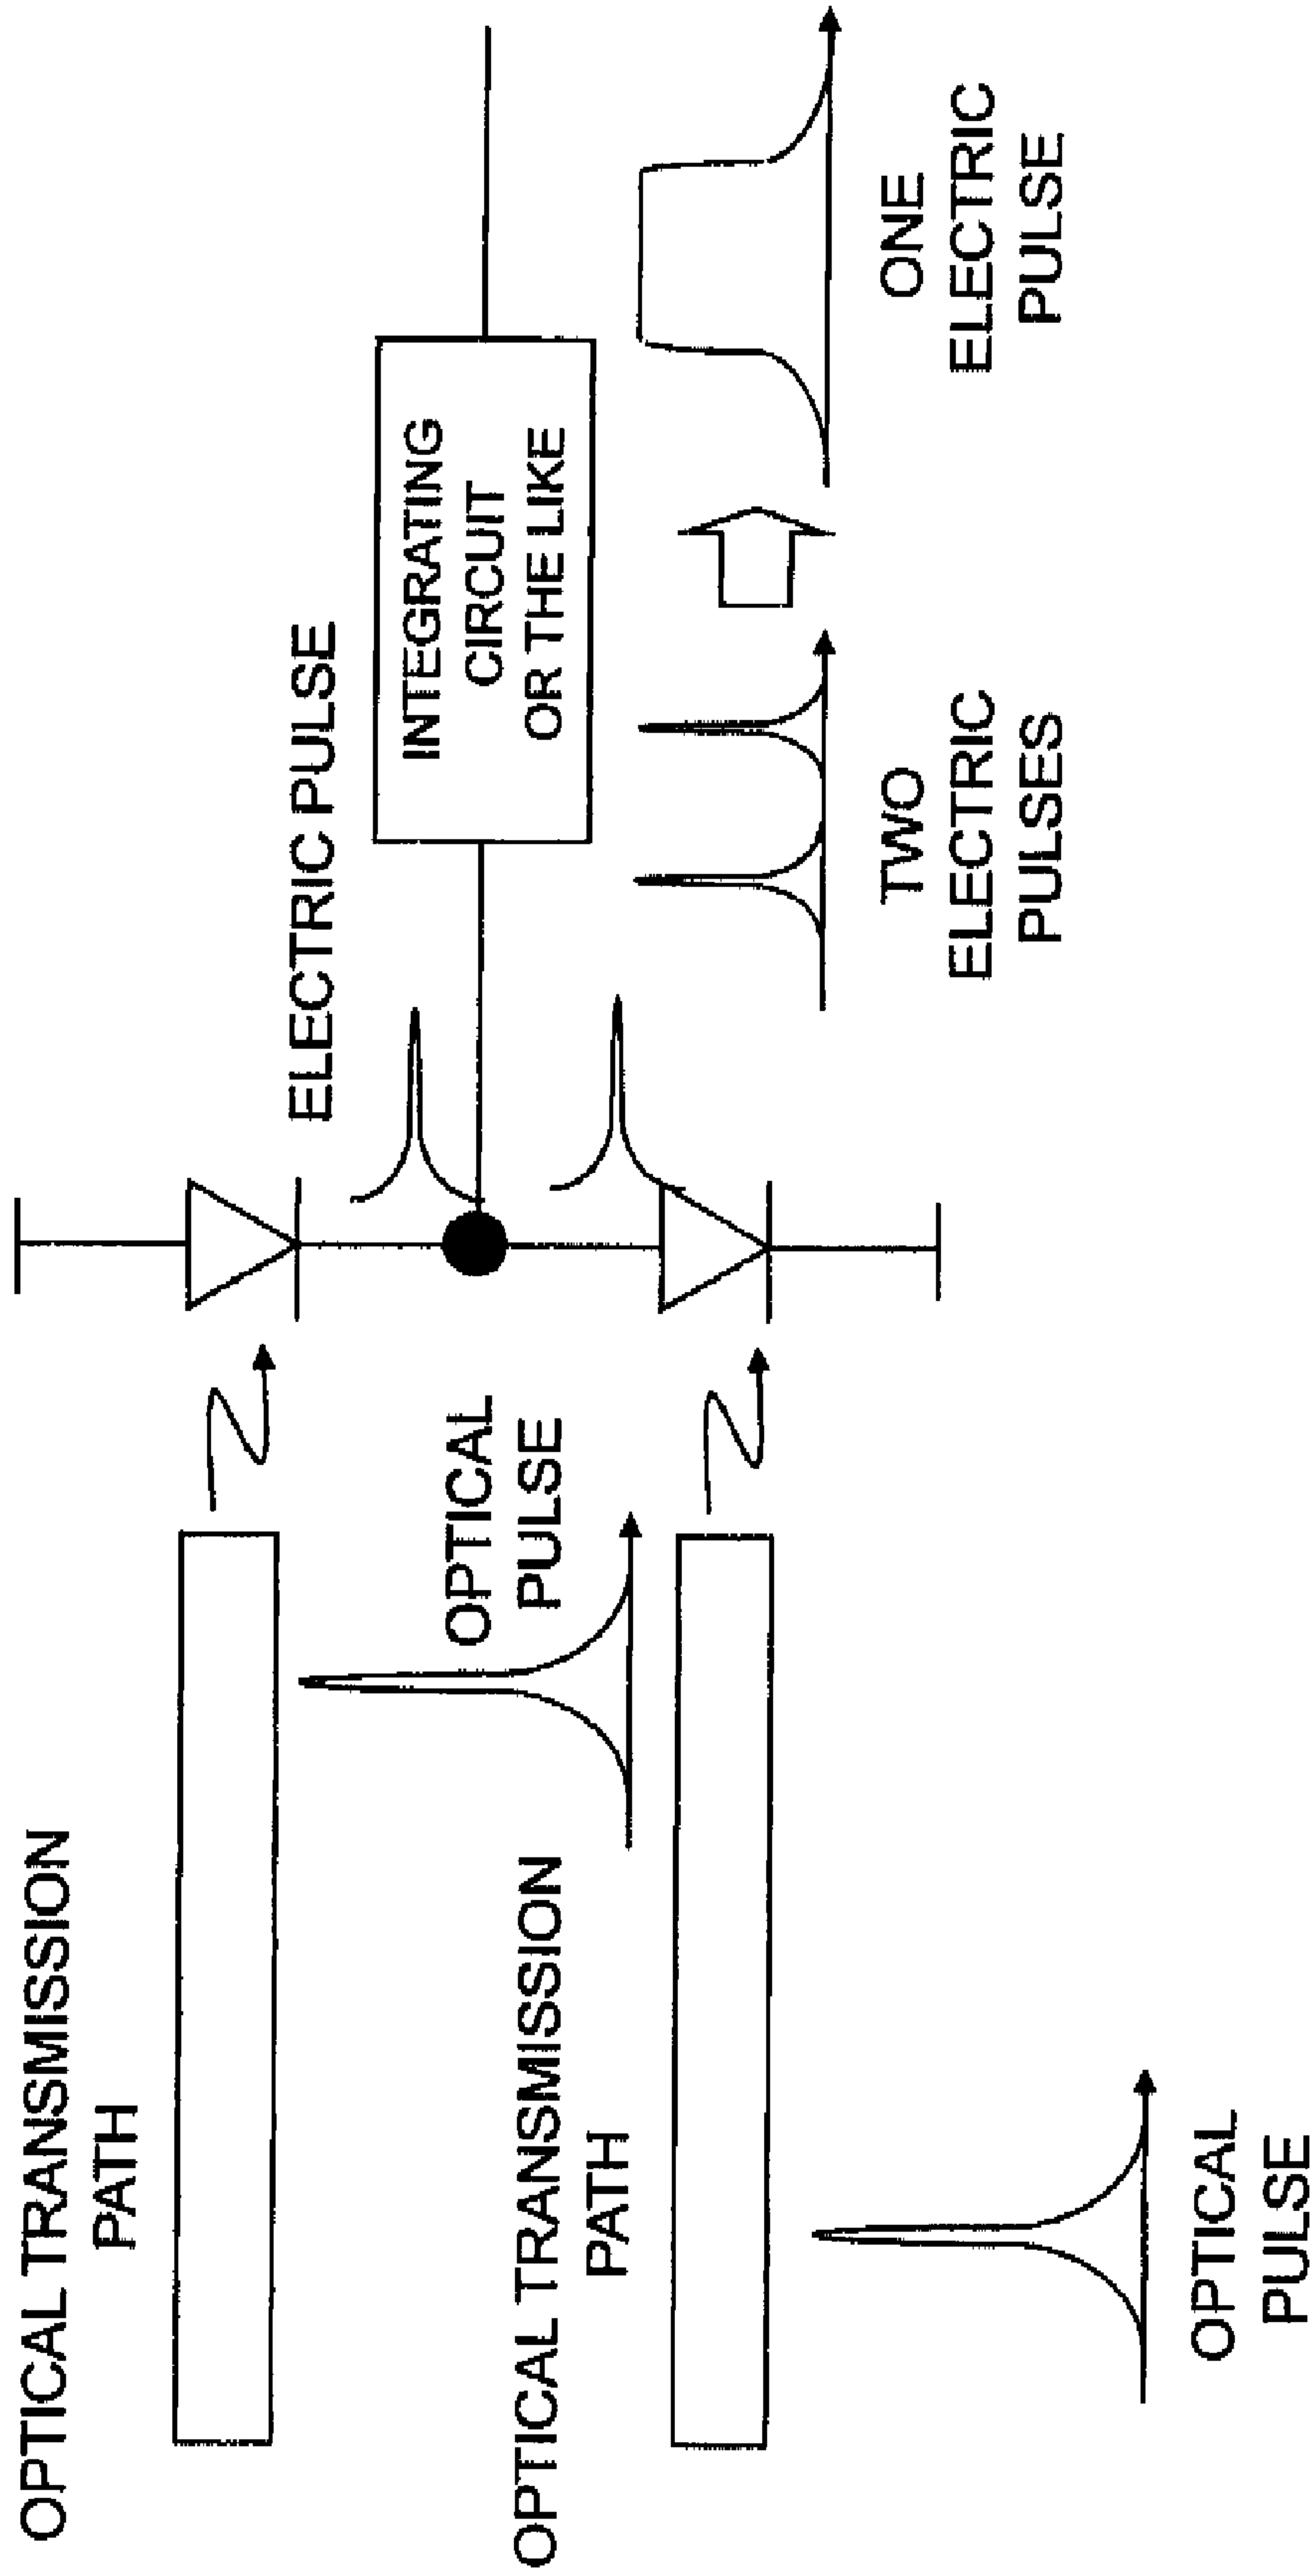 OPTICAL TRANSMISSION
PATH
OPTICAL
PULSE
OPTICAL TRANSMISSION
PATH
OPTICAL
PULSE
ELECTRIC PULSE
INTEGRATING
CIRCUIT
OR THE LIKE
TWO
ELECTRIC
PULSES
ONE
ELECTRIC
PULSE